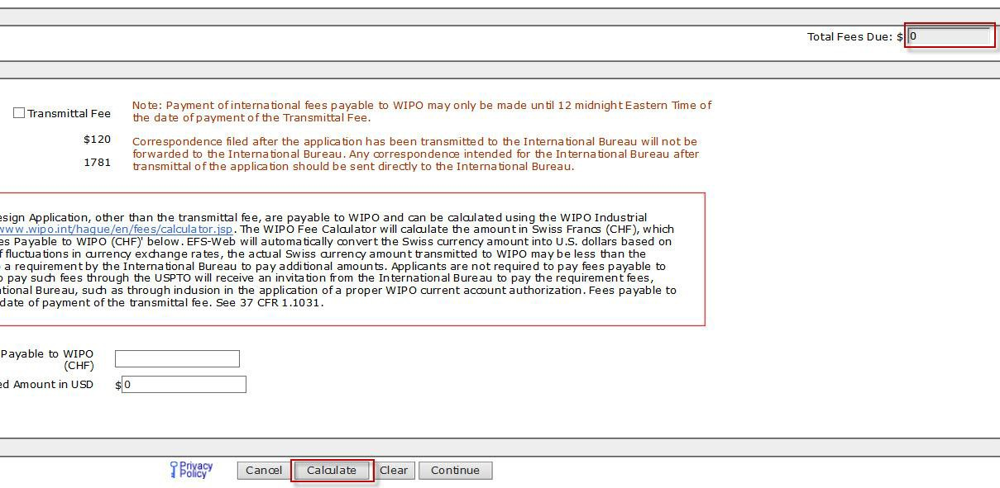 Total Fees Due: $ 0
Transmittal Fee
$120
1781
Note: Payment of international fees payable to WIPO may only be made until 12 midnight Eastern Time of
the date of payment of the Transmittal Fee.
Correspondence filed after the application has been transmitted to the International Bureau will not be
forwarded to the International Bureau. Any correspondence intended for the International Bureau after
transmittal of the application should be sent directly to the International Bureau.
esign Application, other than the transmittal fee, are payable to WIPO and can be calculated using the WIPO Industrial
www.wipo.int/hague/en/fees/calculator.jsp. The WIPO Fee Calculator will calculate the amount in Swiss Francs (CHF), which
es Payable to WIPO (CHF)' below. EFS-Web will automatically convert the Swiss currency amount into U.S. dollars based on
f fluctuations in currency exchange rates, the actual Swiss currency amount transmitted to WIPO may be less than the
o a requirement by the International Bureau to pay additional amounts. Applicants are not required to pay fees payable to
o pay such fees through the USPTO will receive an invitation from the International Bureau to pay the requirement fees,
ational Bureau, such as through inclusion in the application of a proper WIPO current account authorization. Fees payable to
date of payment of the transmittal fee. See 37 CFR 1.1031.
Payable to WIPO
(CHF)
ed Amount in USD $ 0
Privacy
Policy
Cancel Calculate Clear Continue